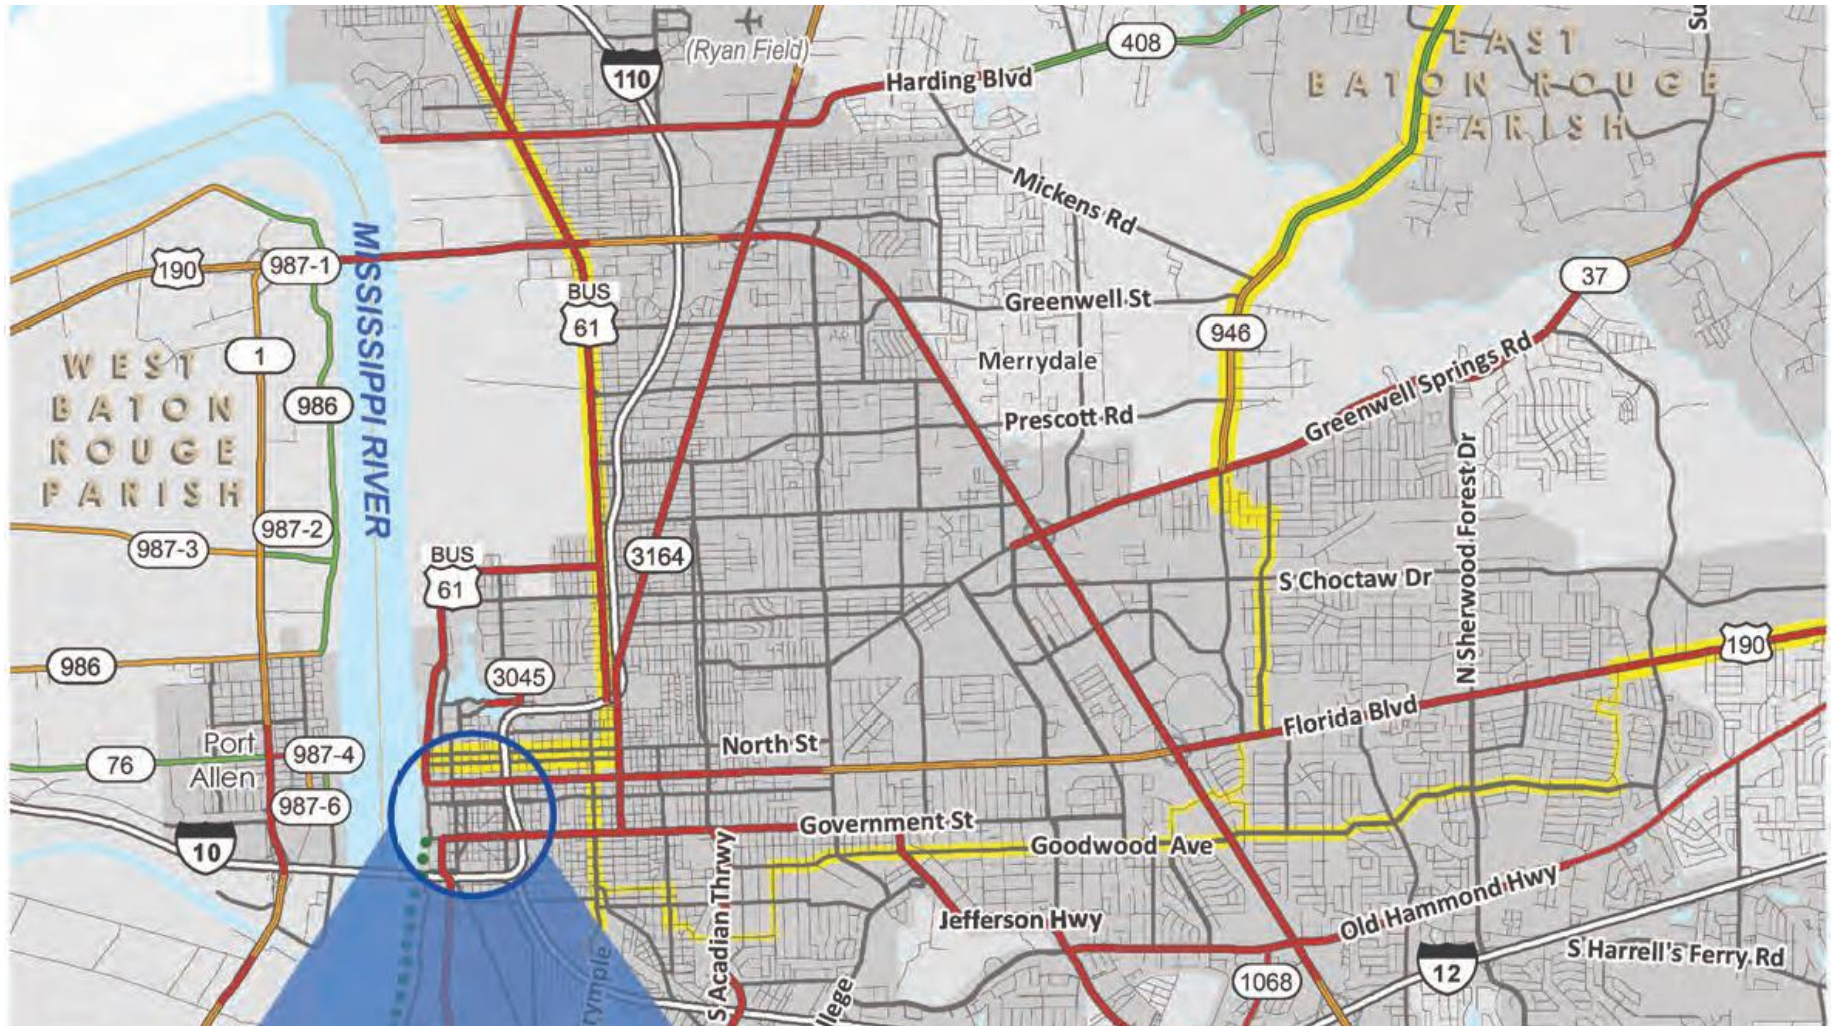 Su
408
EAST
BATON ROUGE
PARISH
(Ryan Field)
110
Harding Blvd
Mickens Rd
190
987-1
MISSISSIPPI RIVER
37
BUS
61
Greenwell St
946
1
WEST
BATON
ROUGE
PARISH
986
Merrydale
Greenwell Springs Rd
Prescott Rd
N Sherwood Forest Dr
987-2
987-3
BUS
61
3164
S Choctaw Dr
190
986
3045
Florida Blvd
North St
Port
Allen
76
987-4
987-6
10
Government St
Goodwood Ave
S Acadian Thrwy
Old Hammond Hwy
Jefferson Hwy
S Harrell's Ferry Rd
12
1068
rymple
llege